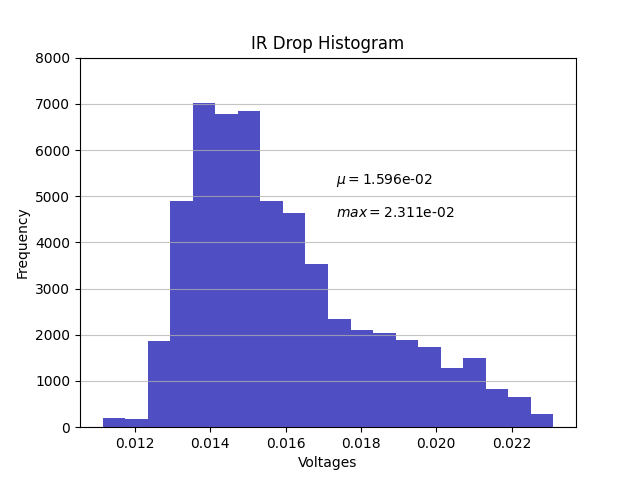 IR Drop Histogram
8000
7000
6000
5000
4000
3000
2000
1000
0
Frequency
μ = 1.596e-02
max = 2.311e-02
0.012 0.014 0.016 0.018 0.020 0.022
Voltages